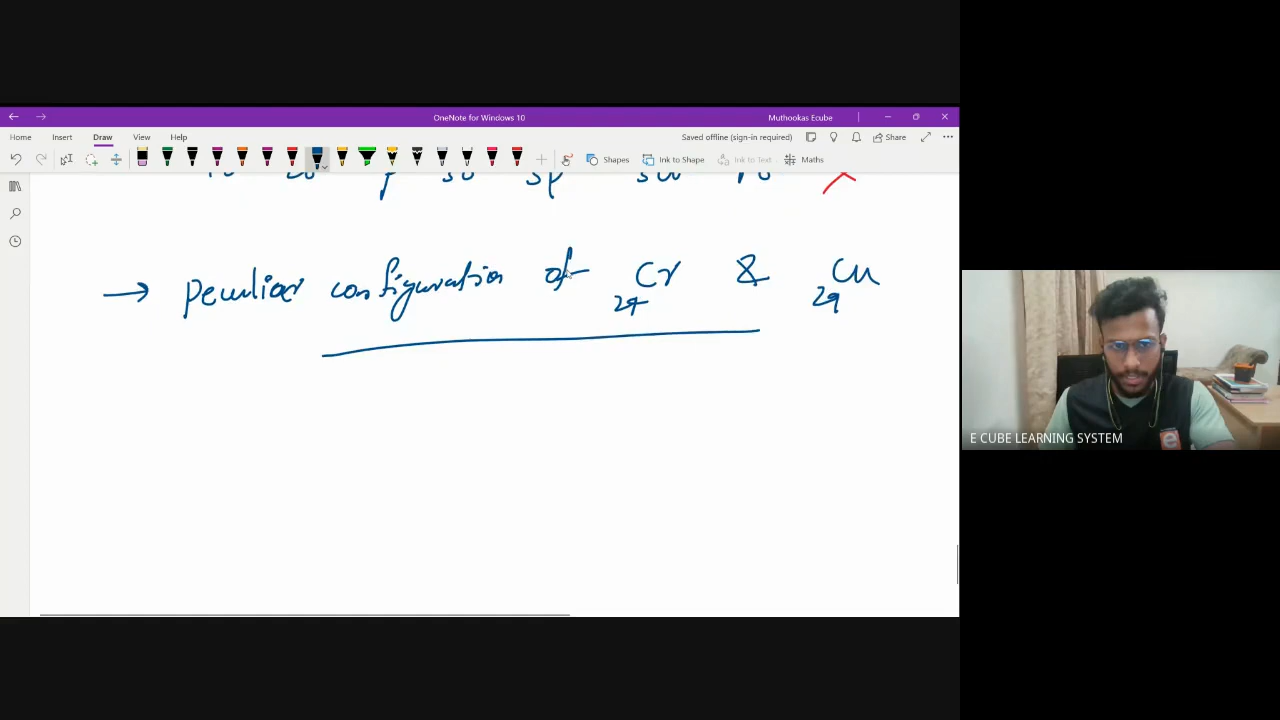 OneNote for Windows 10
Muthookas Ecube
Home Insert Draw View Help
Saved offline (sign-in required)
Share
Shapes
Ink to Shape
Ink to Text
Maths
→ Peculiar configuration of 24Cr & 29Cu
E CUBE LEARNING SYSTEM